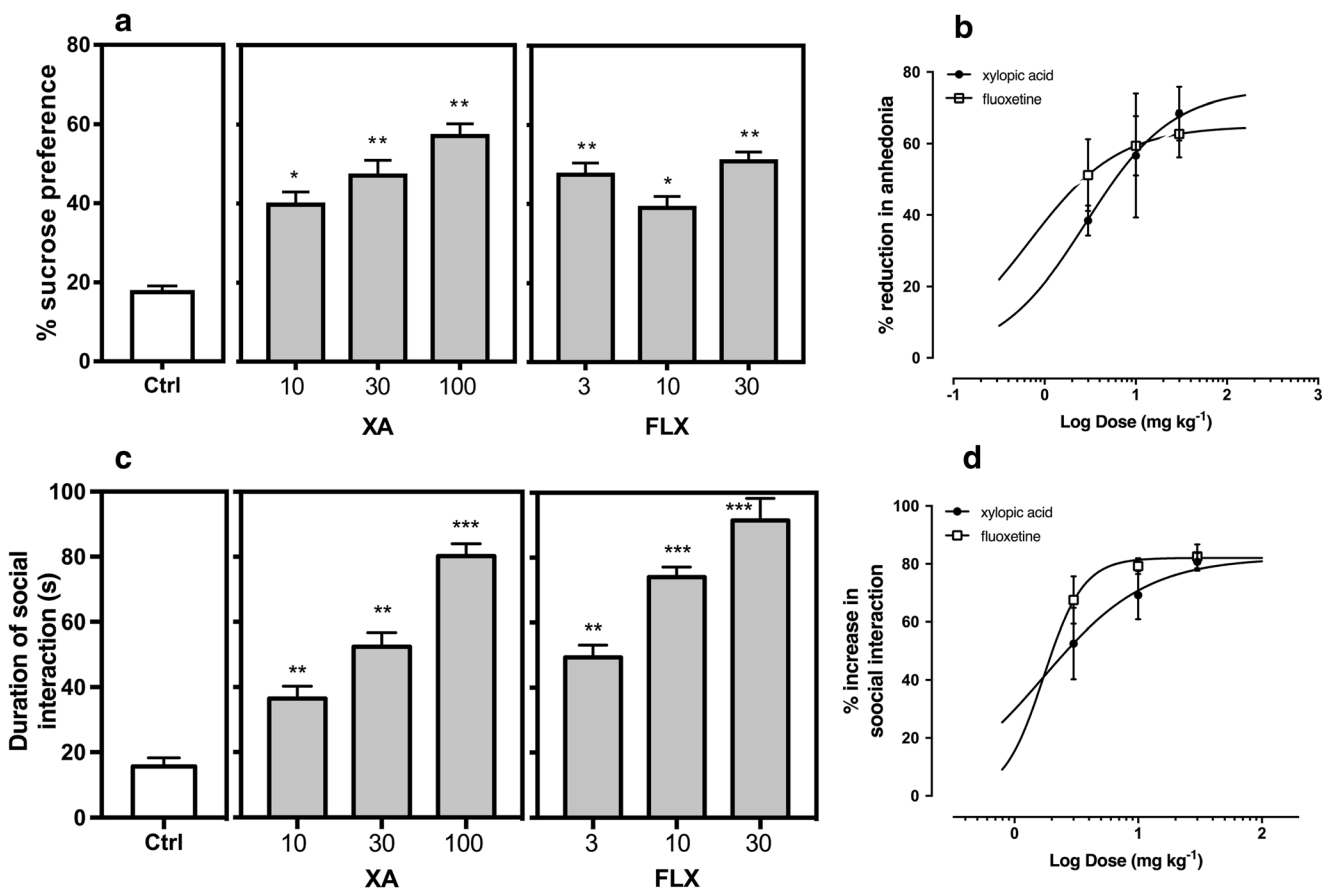 a
% sucrose preference
80
60
40
20
0
*
**
**
**
*
**
Ctrl
10 30 100
3 10 30
XA
FLX
b
xylopic acid
fluoxetine
% reduction in anhedonia
80
60
40
20
0
-1 0 1 2 3
Log Dose (mg kg-1)
c
Duration of social
interaction (s)
100
80
60
40
20
0
**
**
***
**
***
***
Ctrl
10 30 100
3 10 30
XA
FLX
d
xylopic acid
fluoxetine
% increase in
soocial interaction
100
80
60
40
20
0
0 1 2
Log Dose (mg kg-1)